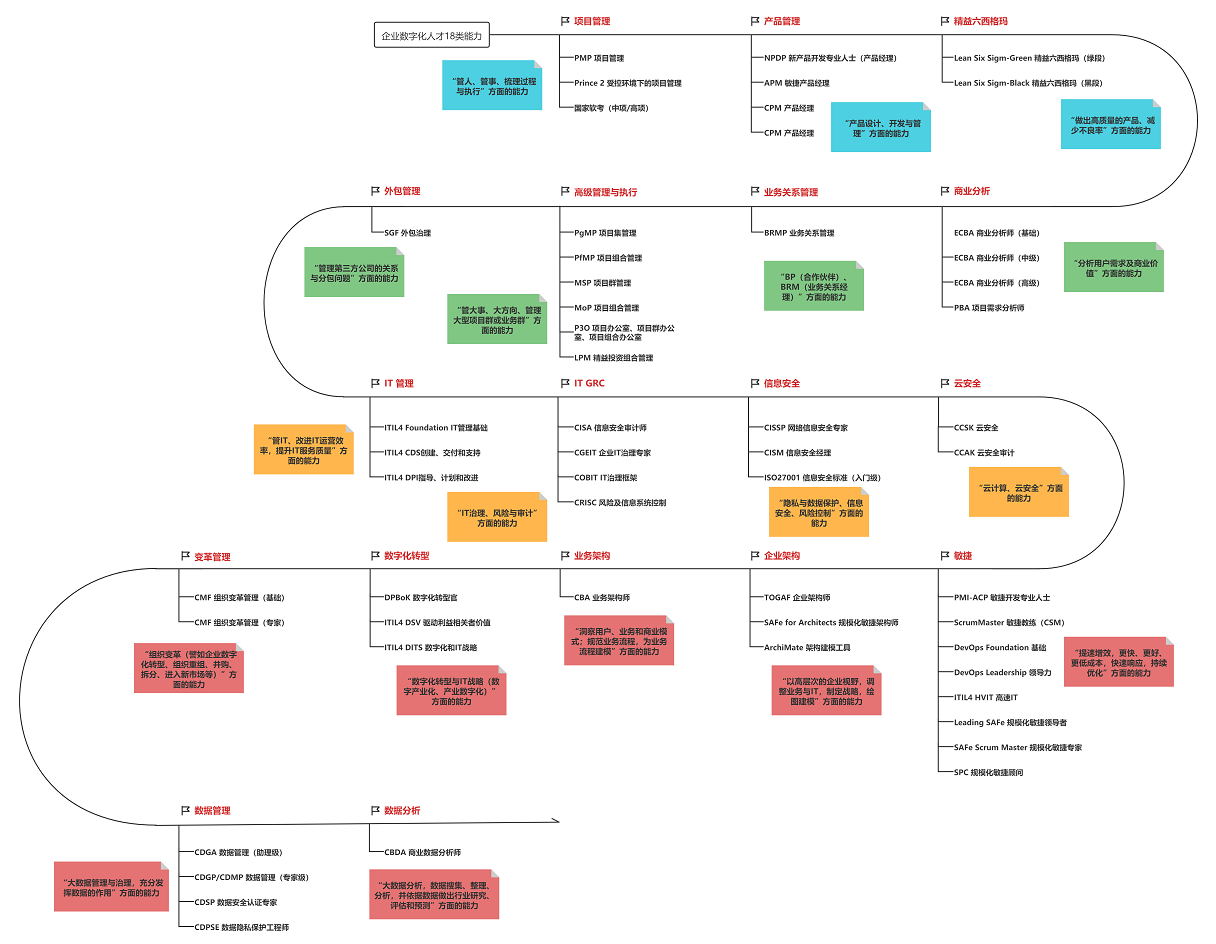 企业数字化人才18类能力
项目管理
PMP 项目管理
Prince 2 受控环境下的项目管理
国家软考（中项/高项）
“管人、管事、梳理过程
与执行”方面的能力
产品管理
NPDP 新产品开发专业人士（产品经理）
APM 敏捷产品经理
CPM 产品经理
CPM 产品经理
“产品设计、开发与管
理”方面的能力
精益六西格玛
Lean Six Sigm-Green 精益六西格玛（绿段）
Lean Six Sigm-Black 精益六西格玛（黑段）
“做出高质量的产品、减
少不良率”方面的能力
外包管理
SGF 外包治理
“管理第三方公司的关系
与分包问题”方面的能力
高级管理与执行
PgMP 项目集管理
PfMP 项目组合管理
MSP 项目群管理
MoP 项目组合管理
P3O 项目办公室、项目群办公
室、项目组合办公室
LPM 精益投资组合管理
“管大事、大方向、管理
大型项目群或业务群”方
面的能力
业务关系管理
BRMP 业务关系管理
“BP（合作伙伴）、
BRM（业务关系经
理）”方面的能力
商业分析
ECBA 商业分析师（基础）
ECBA 商业分析师（中级）
ECBA 商业分析师（高级）
PBA 项目需求分析师
“分析用户需求及商业价
值”方面的能力
IT 管理
ITIL4 Foundation IT管理基础
ITIL4 CDS创建、交付和支持
ITIL4 DPI指导、计划和改进
“管IT、改进IT运营效
率，提升IT服务质量”方
面的能力
IT GRC
CISA 信息安全审计师
CGEIT 企业IT治理专家
COBIT IT治理框架
CRISC 风险及信息系统控制
“IT治理、风险与审计”
方面的能力
信息安全
CISSP 网络信息安全专家
CISM 信息安全经理
ISO27001 信息安全标准（入门级）
“隐私与数据保护、信息
安全、风险控制”方面的
能力
云安全
CCSK 云安全
CCAK 云安全审计
“云计算、云安全”方面
的能力
变革管理
CMF 组织变革管理（基础）
CMF 组织变革管理（专家）
“组织变革（譬如企业数字
化转型、组织重组、并购、
拆分、进入新市场等）”方
面的能力
数字化转型
DPBoK 数字化转型官
ITIL4 DSV 驱动利益相关者价值
ITIL4 DITS 数字化和IT战略
“数字化转型与IT战略（数
字产业化、产业数字化）”
方面的能力
业务架构
CBA 业务架构师
“洞察用户、业务和商业模
式；规范业务流程，为业务
流程建模”方面的能力
企业架构
TOGAF 企业架构师
SAFe for Architects 规模化敏捷架构师
ArchiMate 架构建模工具
“以高层次的企业视野，调
整业务与IT，制定战略，绘
图建模”方面的能力
敏捷
PMI-ACP 敏捷开发专业人士
ScrumMaster 敏捷教练（CSM）
DevOps Foundation 基础
DevOps Leadership 领导力
ITIL4 HVIT 高速IT
Leading SAFe 规模化敏捷领导者
SAFe Scrum Master 规模化敏捷专家
SPC 规模化敏捷顾问
“提速增效，更快、更好、
更低成本，快速响应，持续
优化”方面的能力
数据管理
CDGA 数据管理（助理级）
CDGP/CDMP 数据管理（专家级）
CDSP 数据安全认证专家
CDPSE 数据隐私保护工程师
“大数据管理与治理，充分发
挥数据的作用”方面的能力
数据分析
CBDA 商业数据分析师
“大数据分析，数据搜集、整理、
分析，并依据数据做出行业研究、
评估和预测”方面的能力